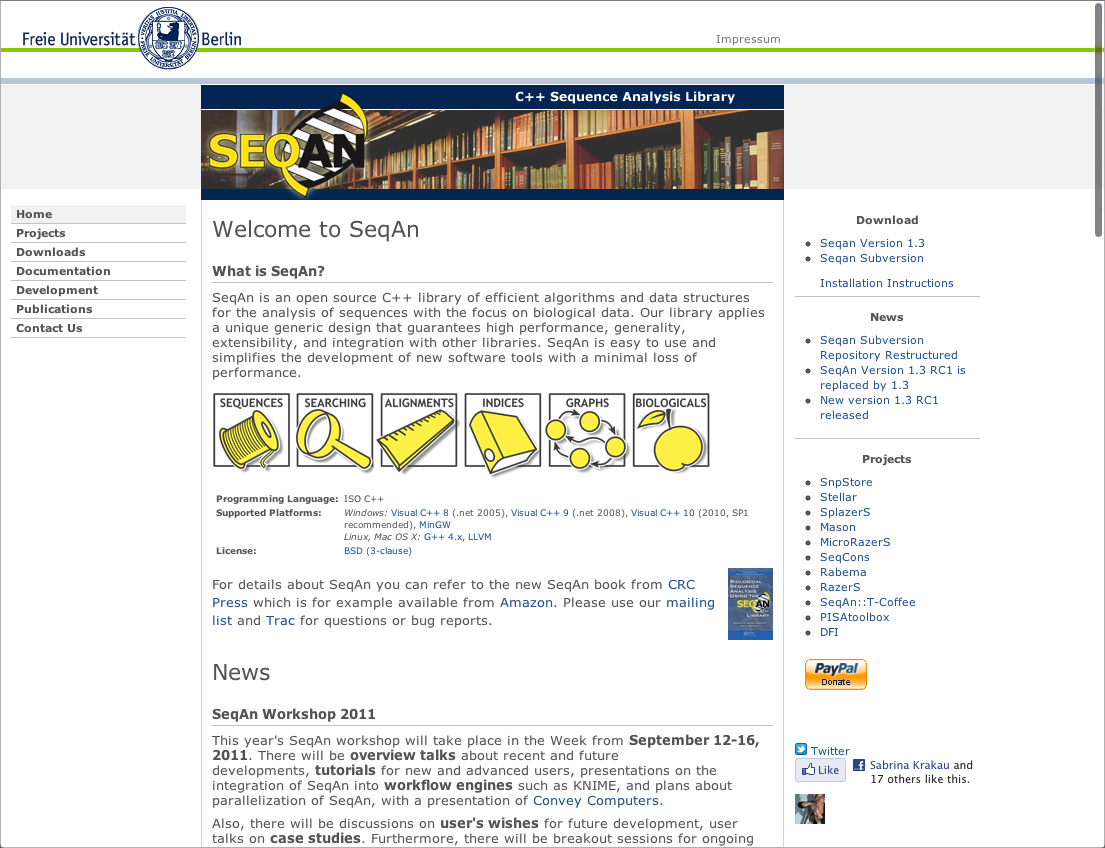 Freie Universität Berlin
Impressum
C++ Sequence Analysis Library
SEQAN
Home
Projects
Downloads
Documentation
Development
Publications
Contact Us
Welcome to SeqAn
What is SeqAn?
SeqAn is an open source C++ library of efficient algorithms and data structures
for the analysis of sequences with the focus on biological data. Our library applies
a unique generic design that guarantees high performance, generality,
extensibility, and integration with other libraries. SeqAn is easy to use and
simplifies the development of new software tools with a minimal loss of
performance.
SEQUENCES SEARCHING ALIGNMENTS INDICES GRAPHS BIOLOGICALS
Programming Language: ISO C++
Supported Platforms: Windows: Visual C++ 8 (.net 2005), Visual C++ 9 (.net 2008), Visual C++ 10 (2010, SP1
recommended), MinGW
Linux, Mac OS X: G++ 4.x, LLVM
License: BSD (3-clause)
For details about SeqAn you can refer to the new SeqAn book from CRC
Press which is for example available from Amazon. Please use our mailing
list and Trac for questions or bug reports.
BIOLOGICAL
SEQUENCE
ANALYSIS
USING THE
SEQAN
LIBRARY
News
SeqAn Workshop 2011
This year's SeqAn workshop will take place in the Week from September 12-16,
2011. There will be overview talks about recent and future
developments, tutorials for new and advanced users, presentations on the
integration of SeqAn into workflow engines such as KNIME, and plans about
parallelization of SeqAn, with a presentation of Convey Computers.
Also, there will be discussions on user's wishes for future development, user
talks on case studies. Furthermore, there will be breakout sessions for ongoing
Download
Seqan Version 1.3
Seqan Subversion
Installation Instructions
News
Seqan Subversion
Repository Restructured
SeqAn Version 1.3 RC1 is
replaced by 1.3
New version 1.3 RC1
released
Projects
SnpStore
Stellar
SplazerS
Mason
MicroRazerS
SeqCons
Rabema
RazerS
SeqAn::T-Coffee
PISAtoolbox
DFI
PayPal
Donate
Twitter
Like
Sabrina Krakau and
17 others like this.